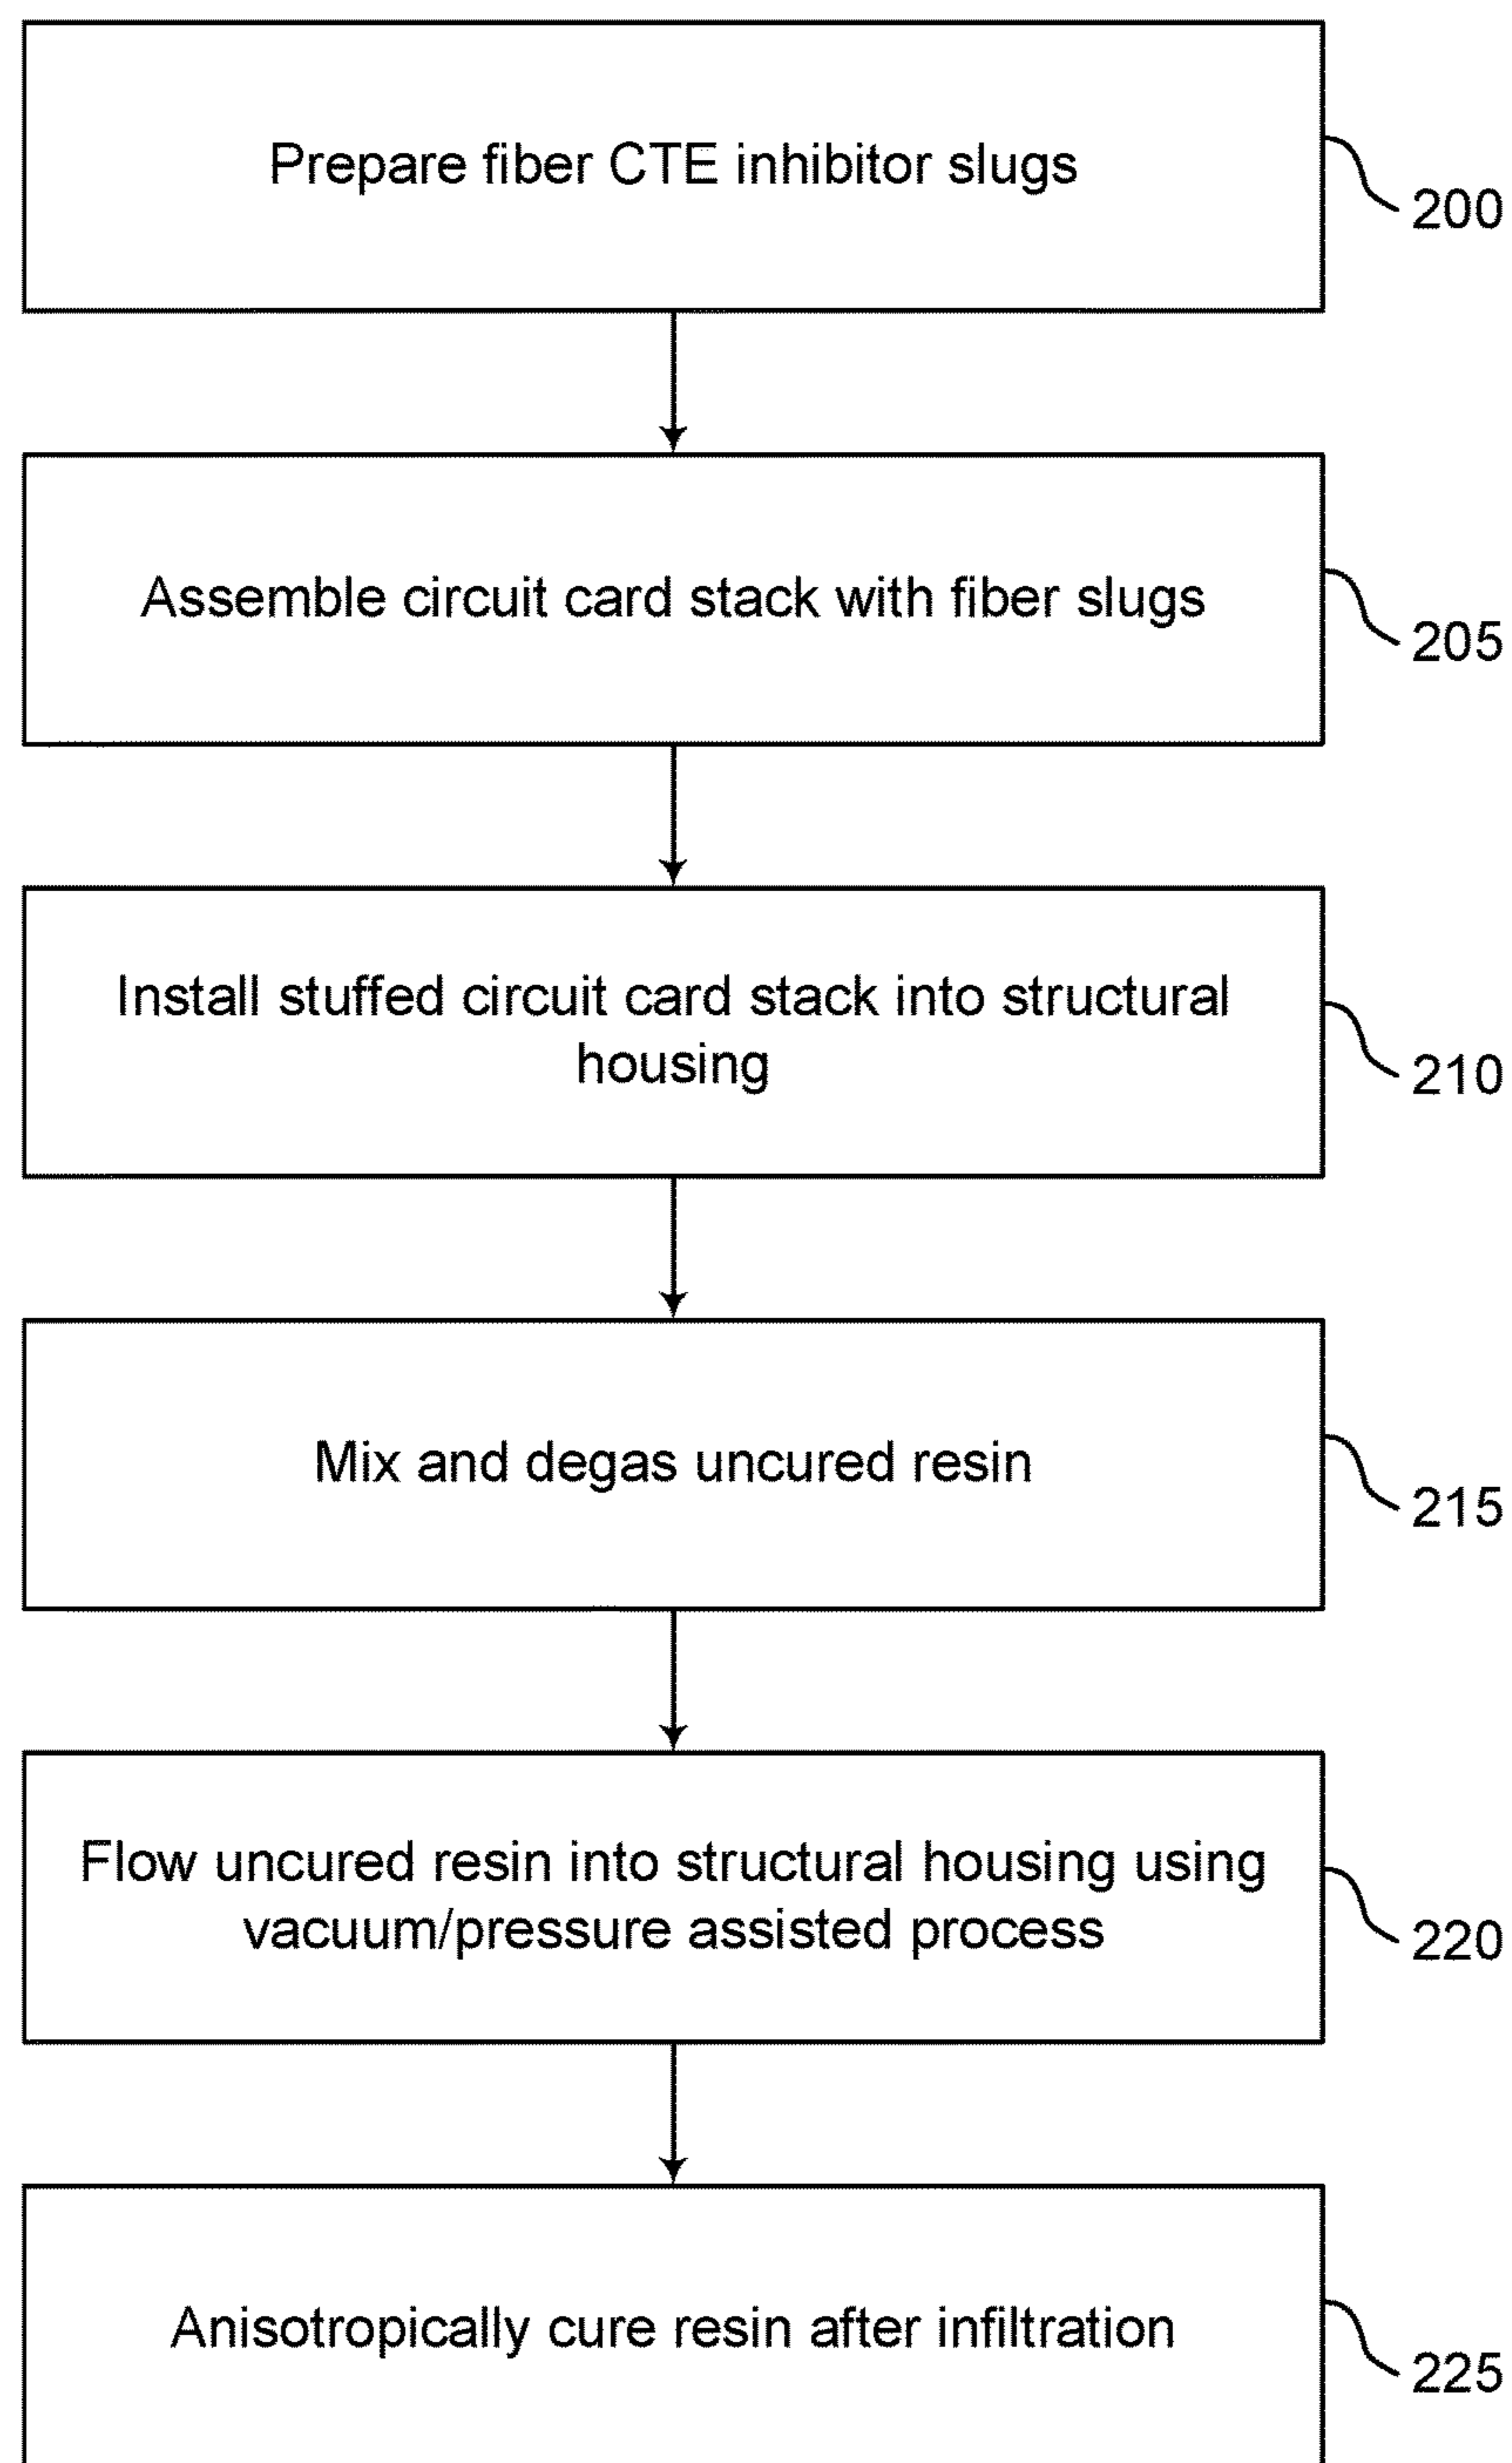 Prepare fiber CTE inhibitor slugs
200
Assemble circuit card stack with fiber slugs
205
Install stuffed circuit card stack into structural
housing
210
Mix and degas uncured resin
215
Flow uncured resin into structural housing using
vacuum/pressure assisted process
220
Anisotropically cure resin after infiltration
225